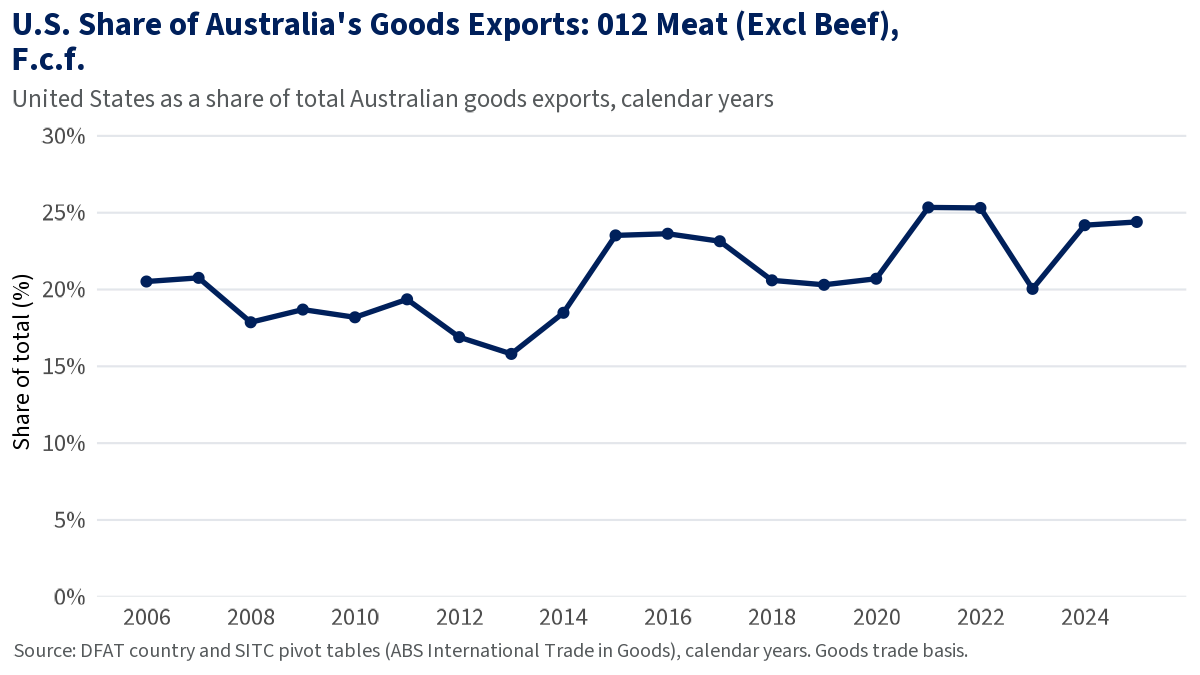 U.S. Share of Australia's Goods Exports: 012 Meat (Excl Beef),
F.c.f.
United States as a share of total Australian goods exports, calendar years
Share of total (%)
30%
25%
20%
15%
10%
5%
0%
2006 2008 2010 2012 2014 2016 2018 2020 2022 2024
Source: DFAT country and SITC pivot tables (ABS International Trade in Goods), calendar years. Goods trade basis.